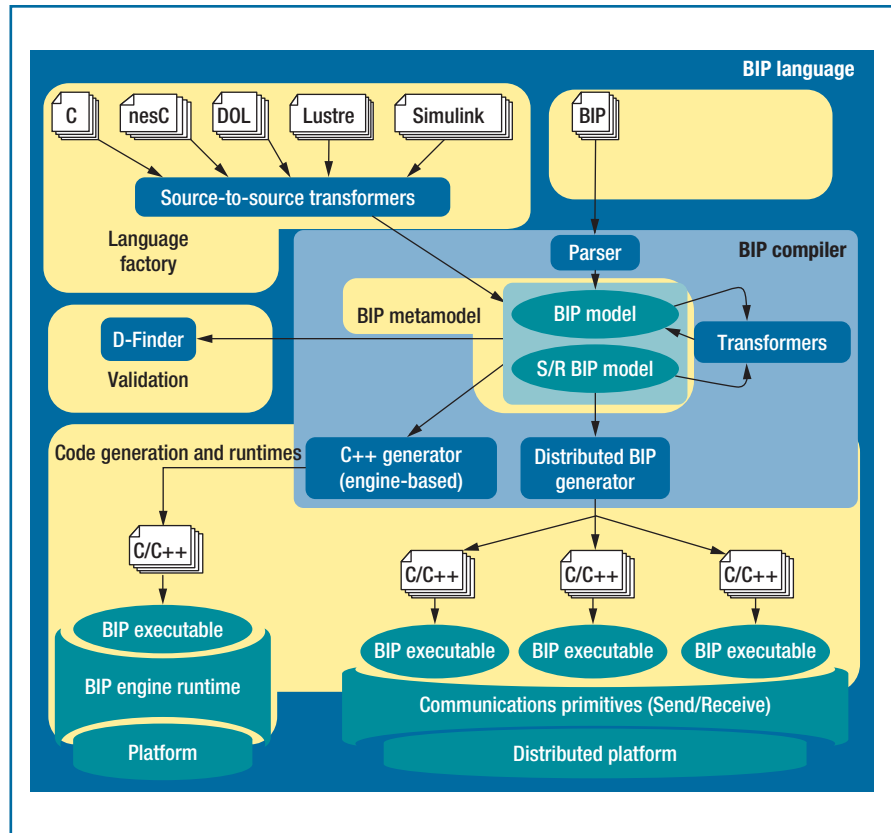 BIP language
C
nesC
DOL
Lustre
Simulink
BIP
Source-to-source transformers
Language
factory
Parser
BIP compiler
BIP metamodel
BIP model
D-Finder
Transformers
Validation
S/R BIP model
Code generation and runtimes
C++ generator
(engine-based)
Distributed BIP
generator
C/C++
C/C++
C/C++
C/C++
BIP executable
BIP executable
BIP executable
BIP executable
BIP engine runtime
Communications primitives (Send/Receive)
Platform
Distributed platform